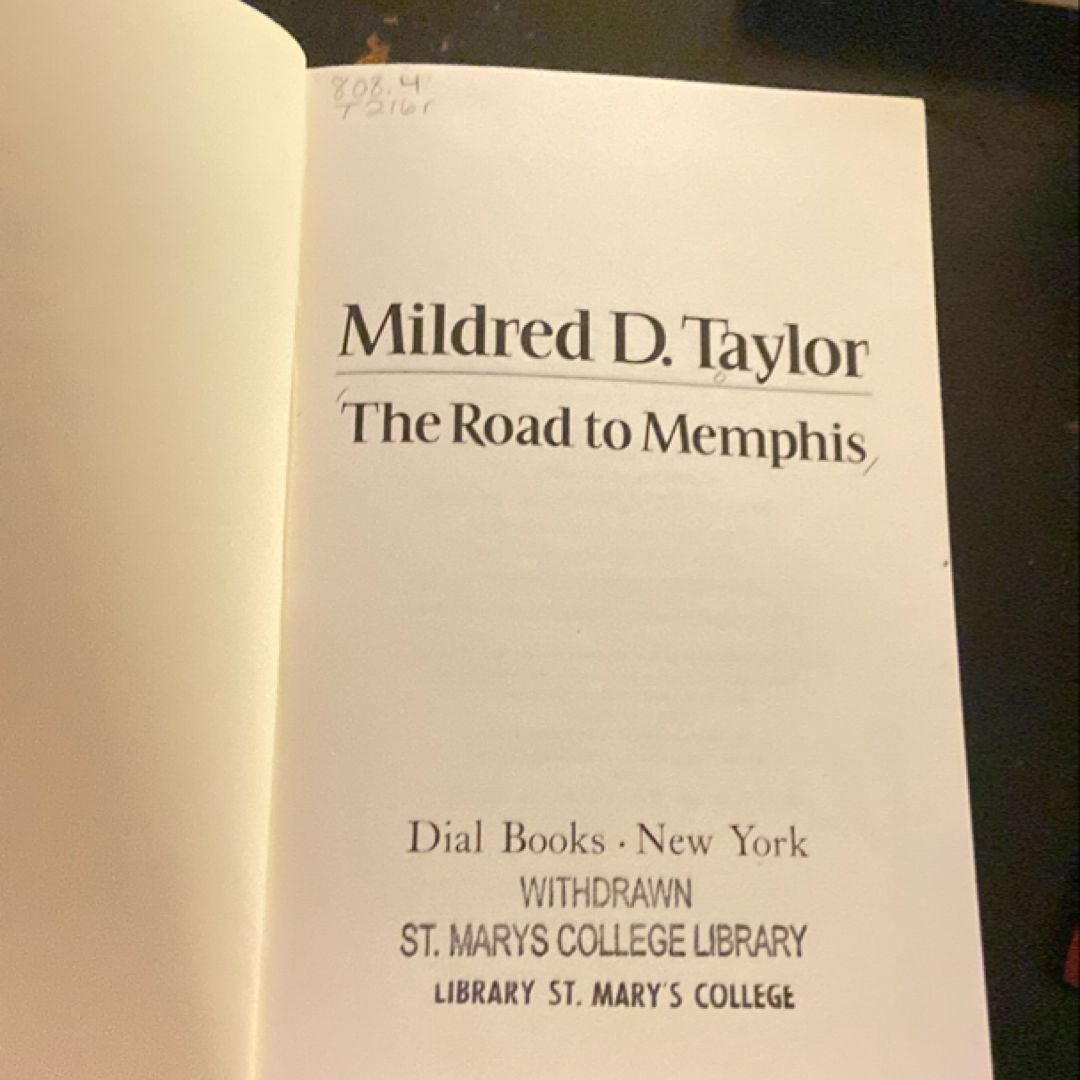 808.4
T216r
Mildred D. Taylor
The Road to Memphis
Dial Books · New York
WITHDRAWN
ST. MARYS COLLEGE LIBRARY
LIBRARY ST. MARY'S COLLEGE